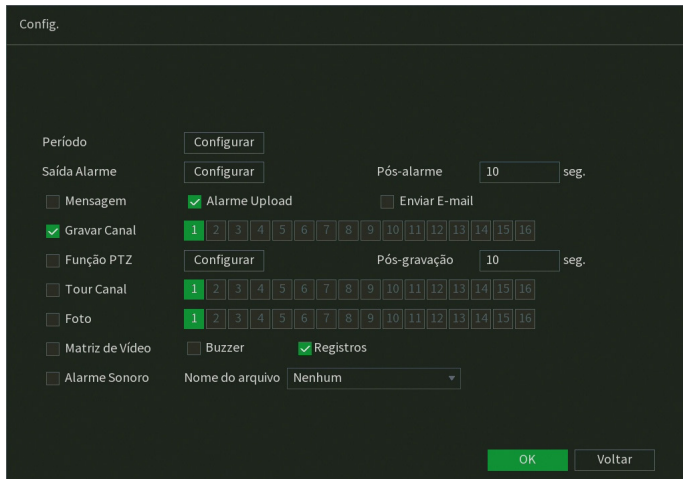 Config.
Período Configurar
Saída Alarme Configurar Pós-alarme 10 seg.
Mensagem Alarme Upload Enviar E-mail
Gravar Canal 1 2 3 4 5 6 7 8 9 10 11 12 13 14 15 16
Função PTZ Configurar Pós-gravação 10 seg.
Tour Canal 1 2 3 4 5 6 7 8 9 10 11 12 13 14 15 16
Foto 1 2 3 4 5 6 7 8 9 10 11 12 13 14 15 16
Matriz de Vídeo Buzzer Registros
Alarme Sonoro Nome do arquivo Nenhum
OK Voltar